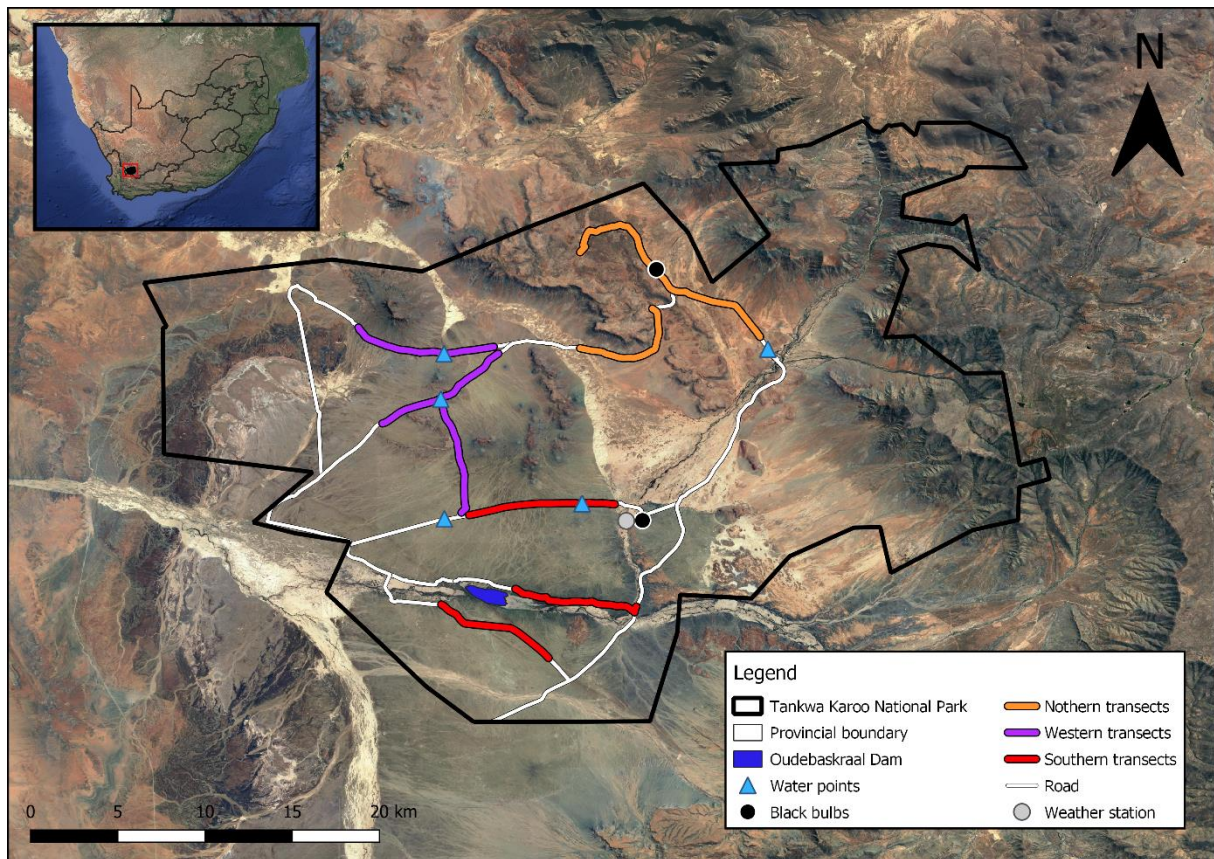 N
Legend
Tankwa Karoo National Park
Provincial boundary
Oudebaskraal Dam
Water points
Black bulbs
Nothern transects
Western transects
Southern transects
Road
Weather station
0 5 10 15 20 km